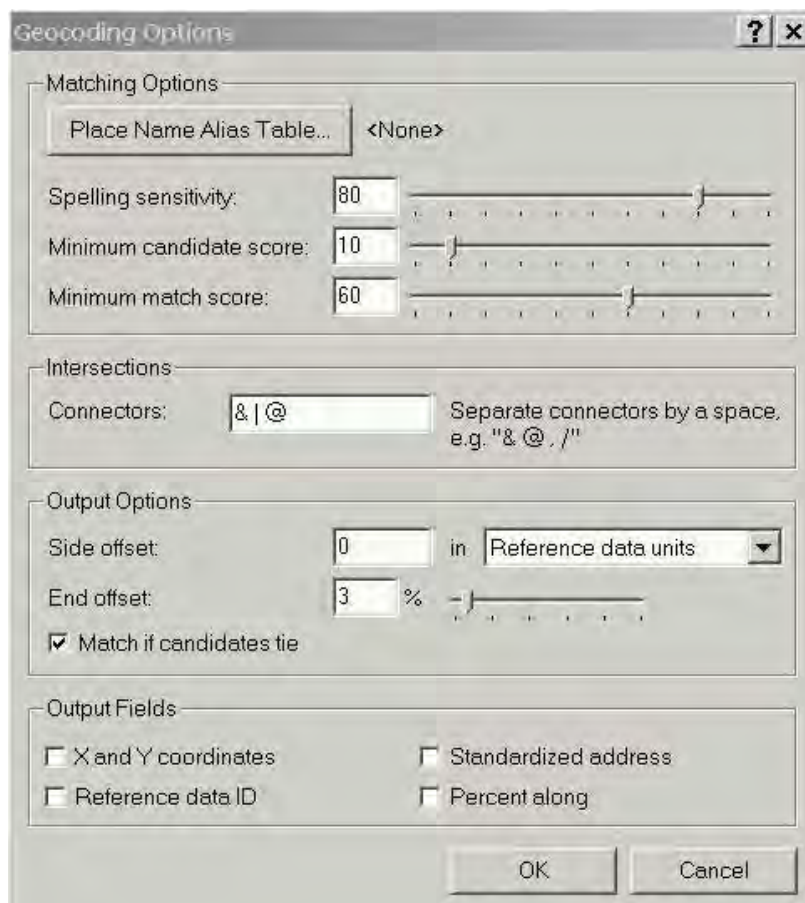 Geocoding Options
Matching Options
Place Name Alias Table... <None>
Spelling sensitivity: 80
Minimum candidate score: 10
Minimum match score: 60
Intersections
Connectors: & | @ Separate connectors by a space,
e.g. "& @ , /"
Output Options
Side offset: 0 in Reference data units
End offset: 3 %
Match if candidates tie
Output Fields
X and Y coordinates Standardized address
Reference data ID Percent along
OK Cancel